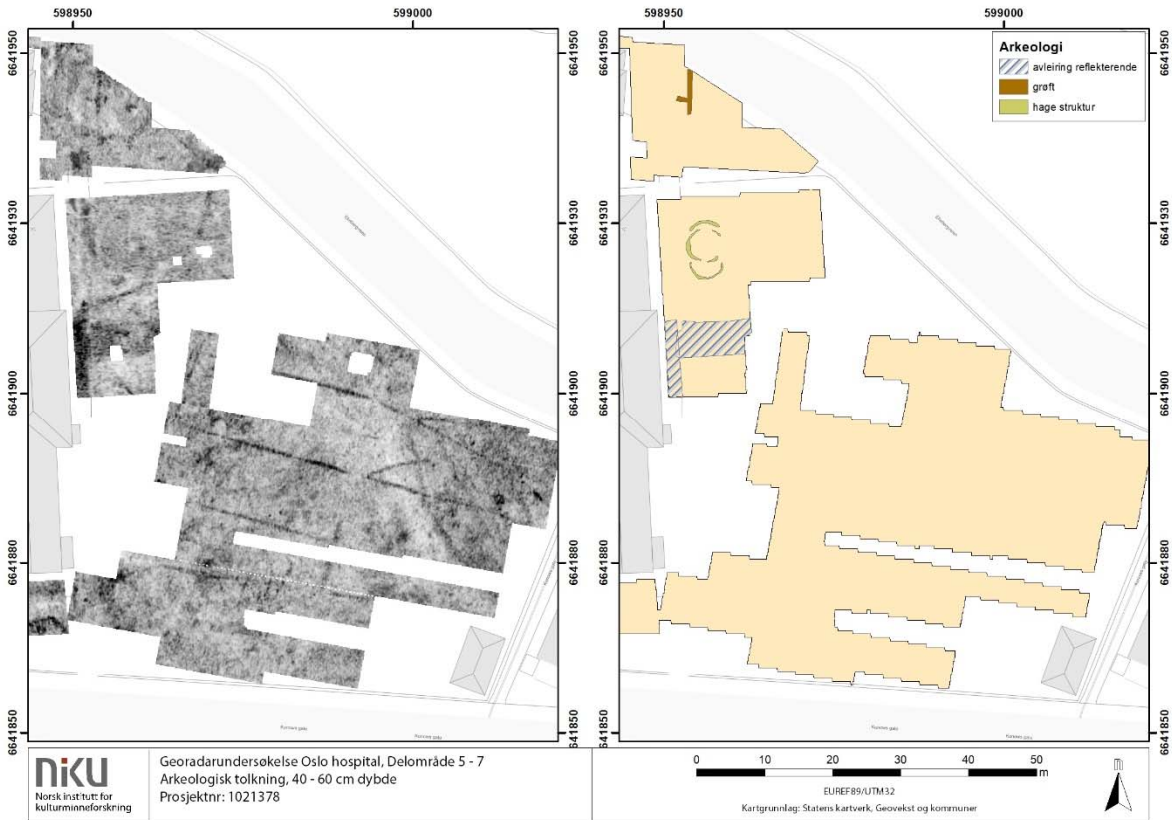 598950
599000
598950
599000
6641950
6641930
6641900
6641880
6641850
6641950
6641930
6641900
6641880
6641850
Arkeologi
avleiring reflekterende
grøft
hage struktur
niku
Norsk institutt for
kulturminneforskning
Georadarundersøkelse Oslo hospital, Delområde 5 - 7
Arkeologisk tolkning, 40 - 60 cm dybde
Prosjektnr: 1021378
0 10 20 30 40 50
m
EUREF89/UTM32
Kartgrunnlag: Statens kartverk, Geovekst og kommuner